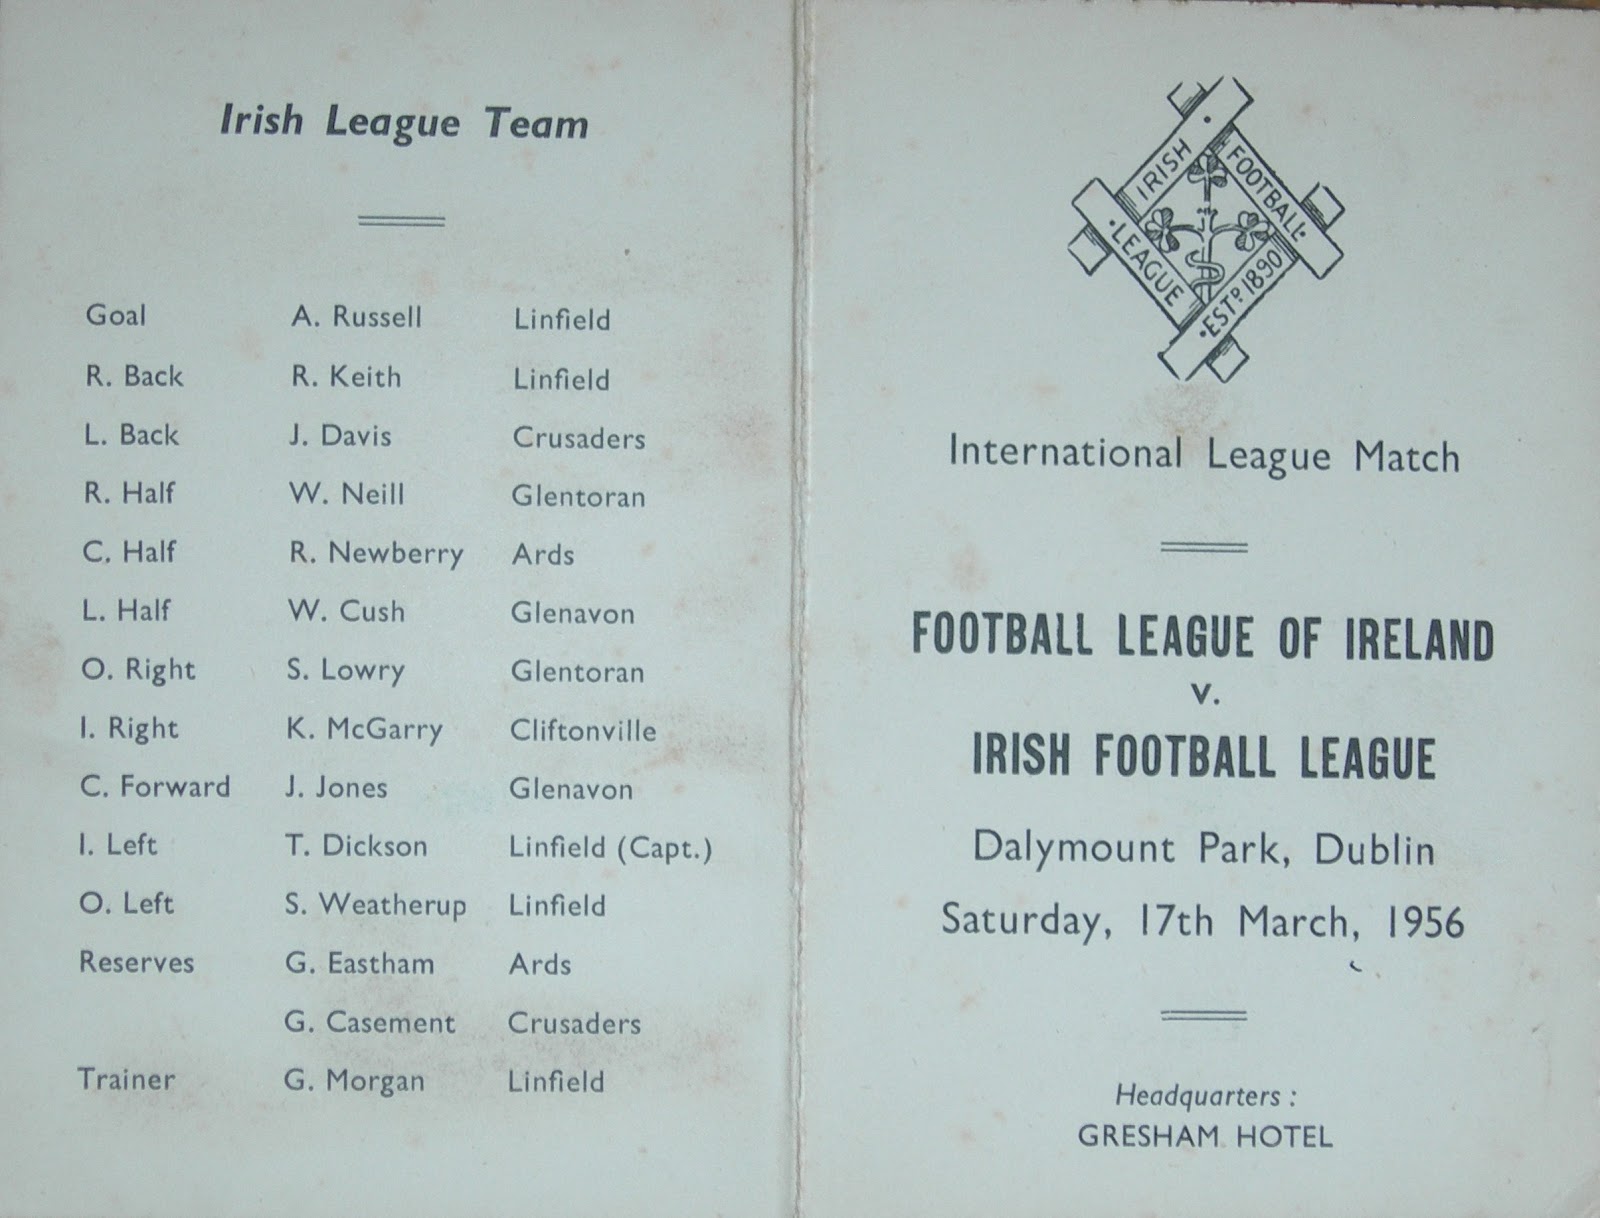 Irish League Team
Goal A. Russell Linfield
R. Back R. Keith Linfield
L. Back J. Davis Crusaders
R. Half W. Neill Glentoran
C. Half R. Newberry Ards
L. Half W. Cush Glenavon
O. Right S. Lowry Glentoran
I. Right K. McGarry Cliftonville
C. Forward J. Jones Glenavon
I. Left T. Dickson Linfield (Capt.)
O. Left S. Weatherup Linfield
Reserves G. Eastham Ards
G. Casement Crusaders
Trainer G. Morgan Linfield
IRISH
FOOTBALL
LEAGUE
ESTD. 1890
International League Match
FOOTBALL LEAGUE OF IRELAND
v.
IRISH FOOTBALL LEAGUE
Dalymount Park, Dublin
Saturday, 17th March, 1956
Headquarters :
GRESHAM HOTEL